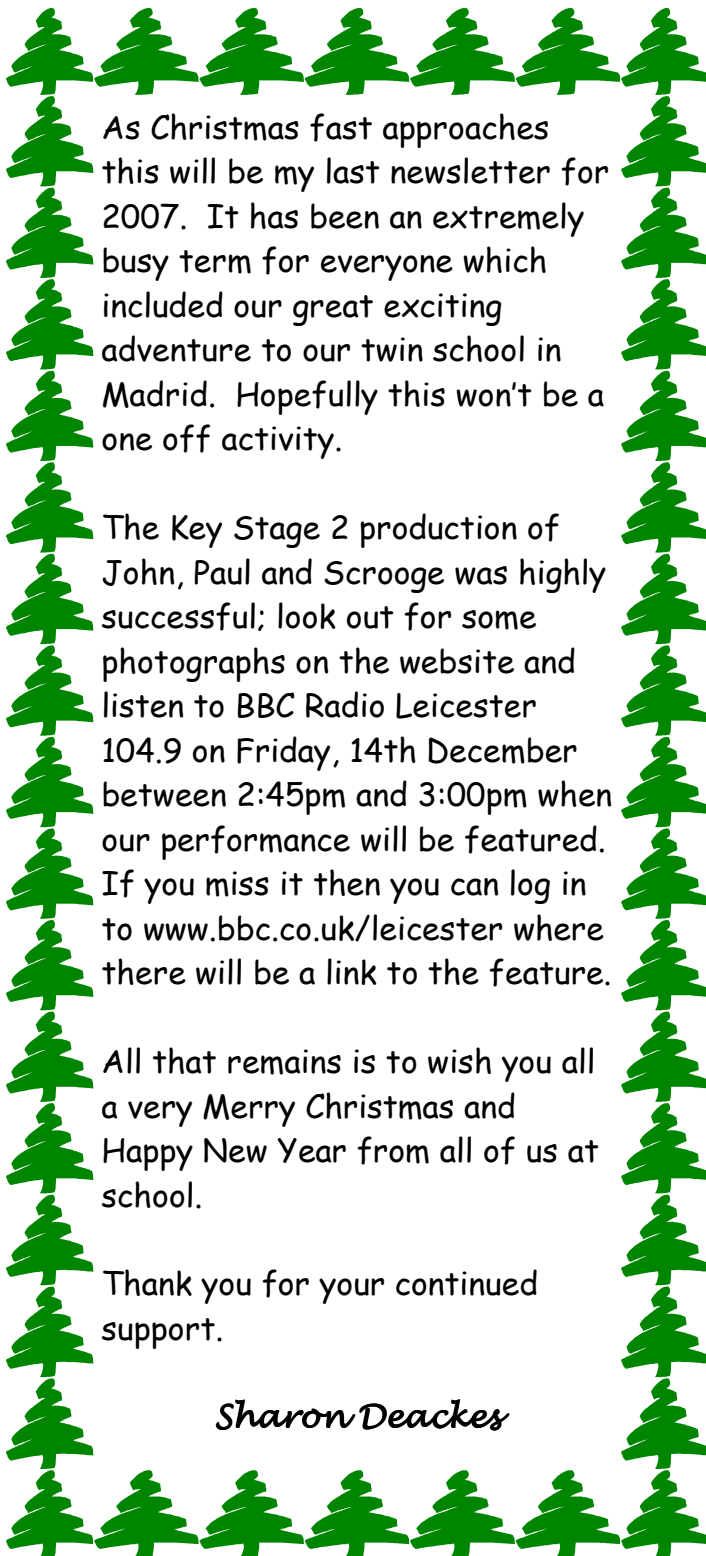 As Christmas fast approaches
this will be my last newsletter for
2007.  It has been an extremely
busy term for everyone which
included our great exciting
adventure to our twin school in
Madrid.  Hopefully this won’t be a
one off activity.

The Key Stage 2 production of
John, Paul and Scrooge was highly
successful; look out for some
photographs on the website and
listen to BBC Radio Leicester
104.9 on Friday, 14th December
between 2:45pm and 3:00pm when
our performance will be featured.
If you miss it then you can log in
to www.bbc.co.uk/leicester where
there will be a link to the feature.

All that remains is to wish you all
a very Merry Christmas and
Happy New Year from all of us at
school.

Thank you for your continued
support.

Sharon Deackes